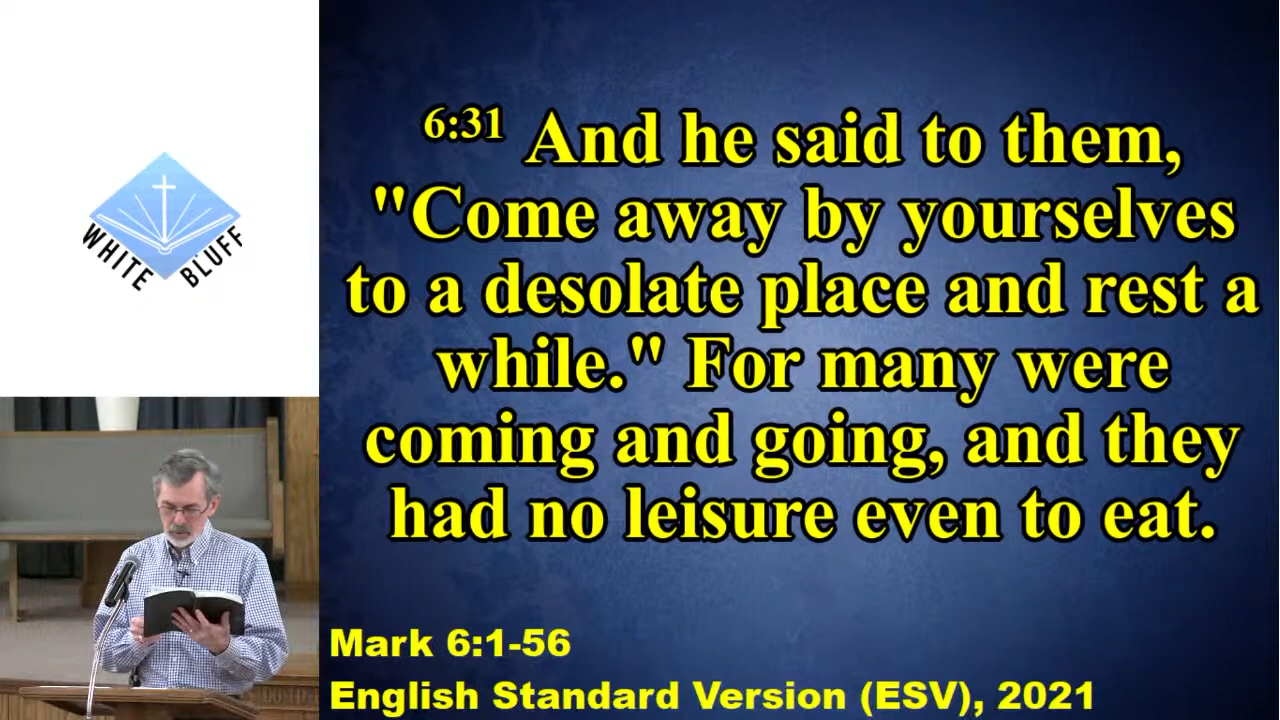 WHITE BLUFF
6:31 And he said to them,
"Come away by yourselves
to a desolate place and rest a
while." For many were
coming and going, and they
had no leisure even to eat.
Mark 6:1-56
English Standard Version (ESV), 2021